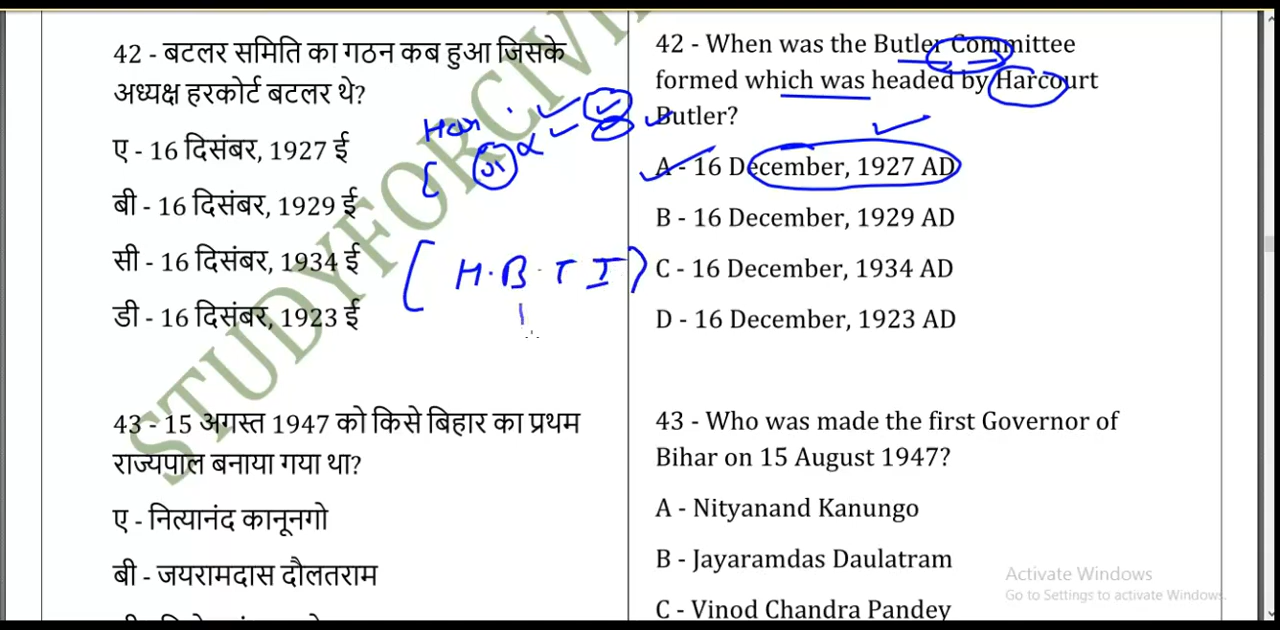 42 - बटलर समिति का गठन कब हुआ जिसके
अध्यक्ष हरकोर्ट बटलर थे?
ए - 16 दिसंबर, 1927 ई
बी - 16 दिसंबर, 1929 ई
सी - 16 दिसंबर, 1934 ई
डी - 16 दिसंबर, 1923 ई
Har
( H.B.T I )
43 - 15 अगस्त 1947 को किसे बिहार का प्रथम
राज्यपाल बनाया गया था?
ए - नित्यानंद कानूनगो
बी - जयरामदास दौलतराम
42 - When was the Butler Committee
formed which was headed by Harcourt
Butler?
A - 16 December, 1927 AD
B - 16 December, 1929 AD
C - 16 December, 1934 AD
D - 16 December, 1923 AD
43 - Who was made the first Governor of
Bihar on 15 August 1947?
A - Nityanand Kanungo
B - Jayaramdas Daulatram
C - Vinod Chandra Pandey
STUDYFORCIVI
Activate Windows
Go to Settings to activate Windows.